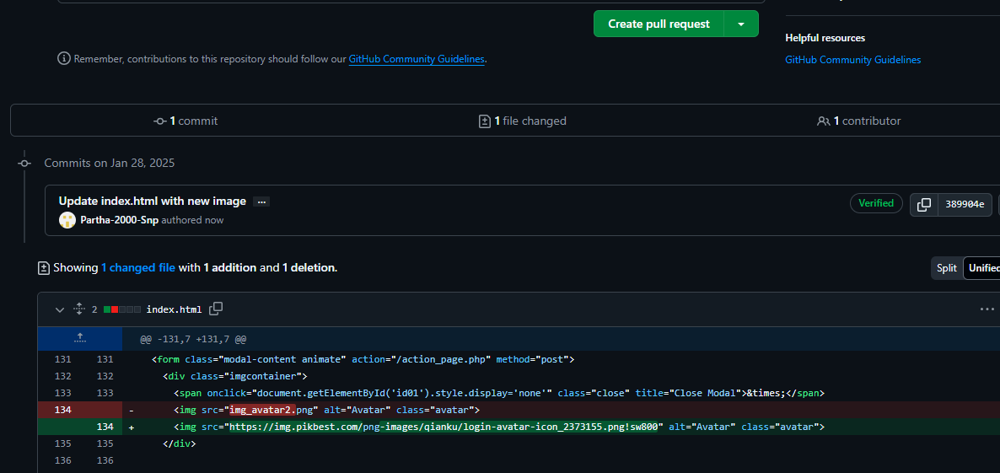 Create pull request
Helpful resources
Remember, contributions to this repository should follow our GitHub Community Guidelines.
GitHub Community Guidelines
1 commit
1 file changed
1 contributor
Commits on Jan 28, 2025
Update index.html with new image ...
Verified
389904e
Partha-2000-Snp authored now
Showing 1 changed file with 1 addition and 1 deletion.
Split
Unified
2 index.html
@@ -131,7 +131,7 @@
131 131 <form class="modal-content animate" action="/action_page.php" method="post">
132 132 <div class="imgcontainer">
133 133 <span onclick="document.getElementById('id01').style.display='none'" class="close" title="Close Modal">&times;</span>
134 - <img src="img_avatar2.png" alt="Avatar" class="avatar">
134 + <img src="https://img.pikbest.com/png-images/qianku/login-avatar-icon_2373155.png!sw800" alt="Avatar" class="avatar">
135 135 </div>
136 136